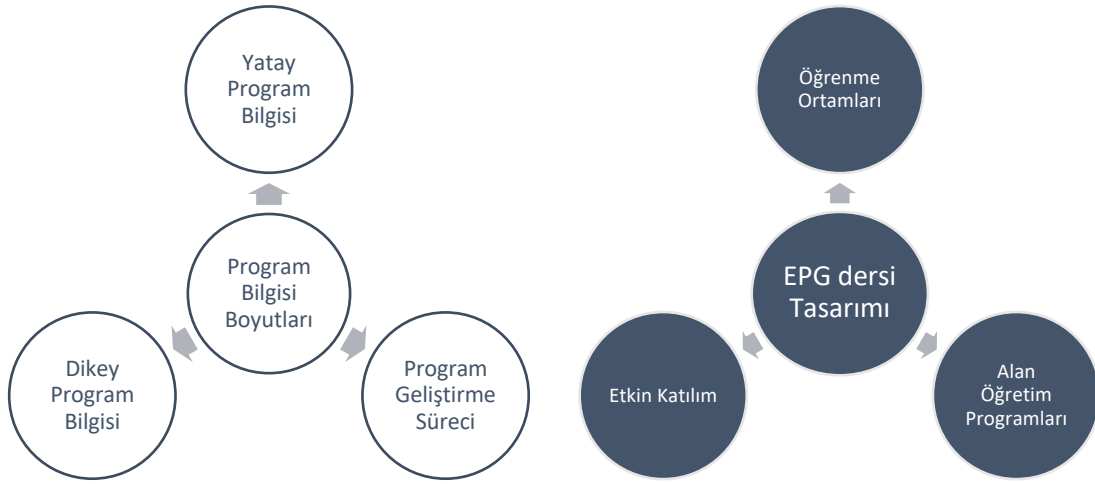 Yatay
Program
Bilgisi
Program
Bilgisi
Boyutları
Dikey
Program
Bilgisi
Program
Geliştirme
Süreci
Öğrenme
Ortamları
EPG dersi
Tasarımı
Etkin Katılım
Alan
Öğretim
Programları